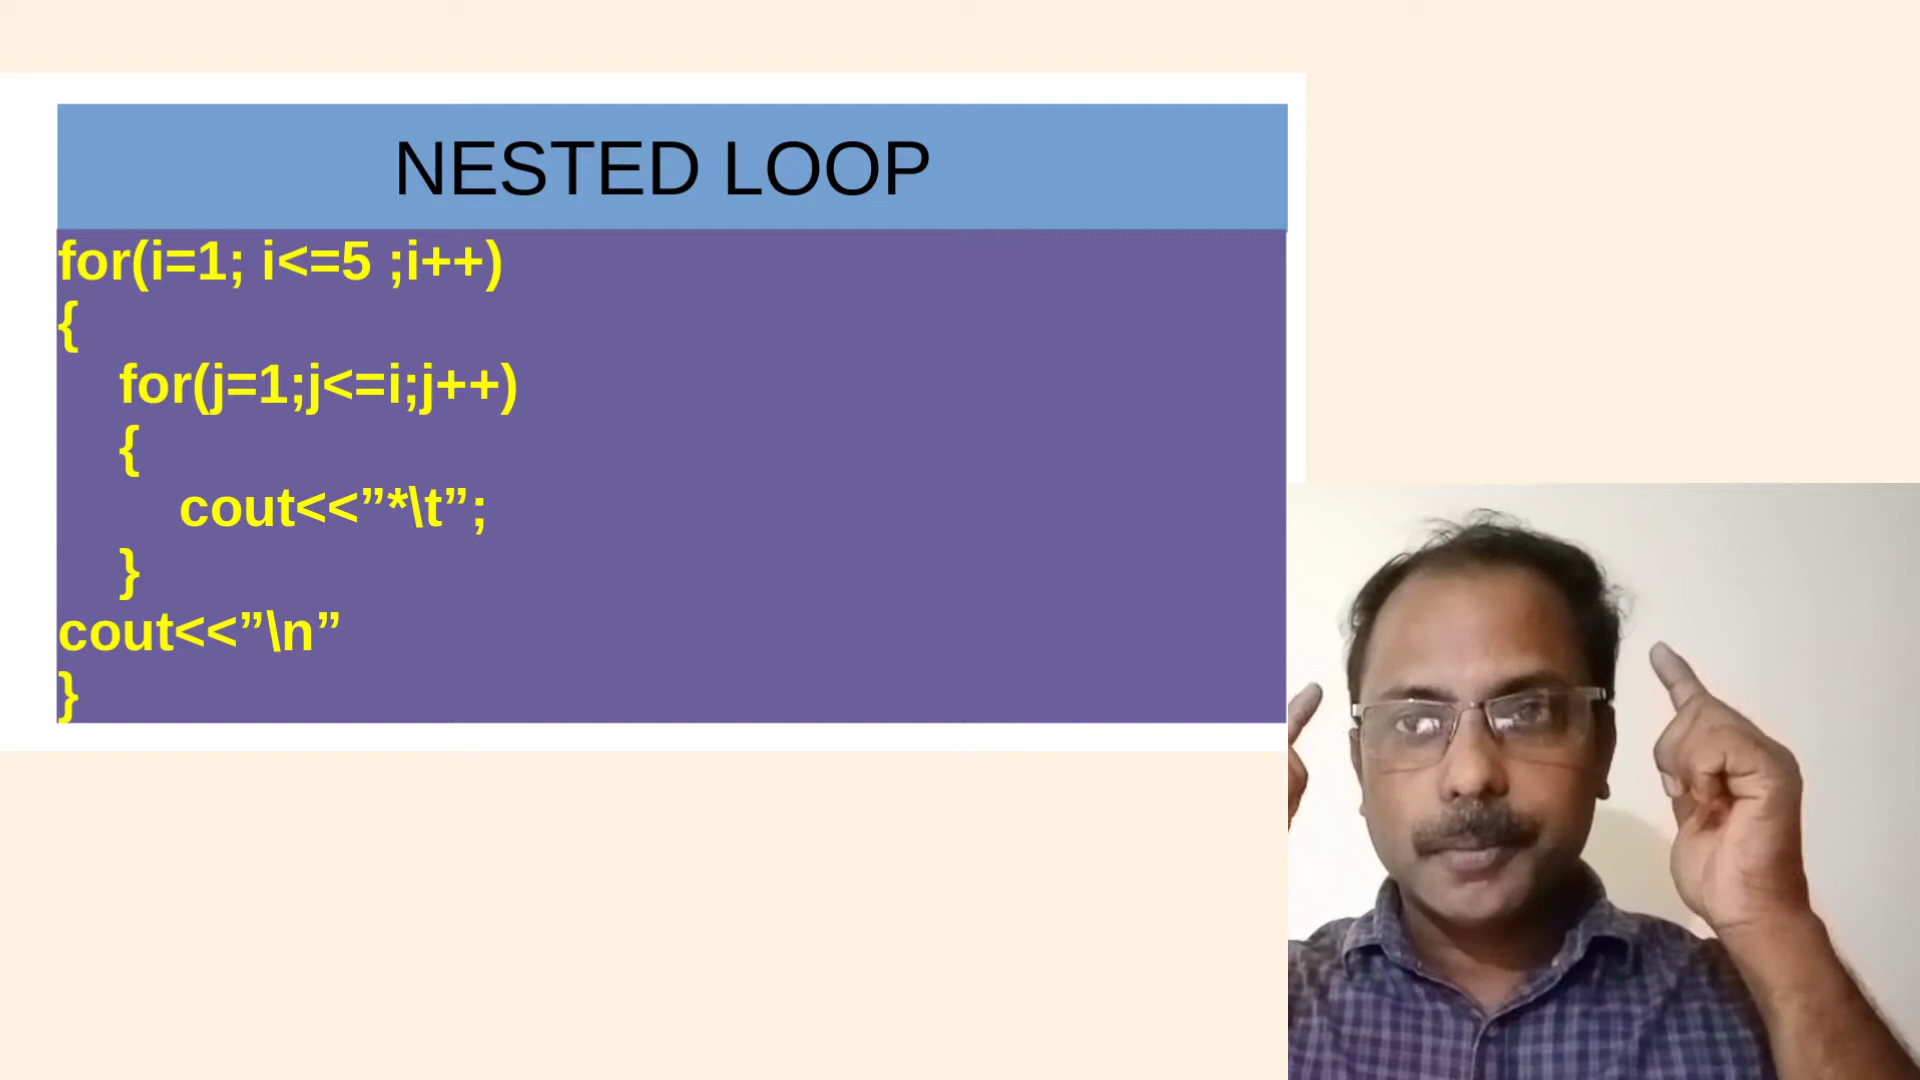 NESTED LOOP
for(i=1; i<=5 ;i++)
{
for(j=1;j<=i;j++)
{
cout<<”*\t”;
}
cout<<”\n”
}